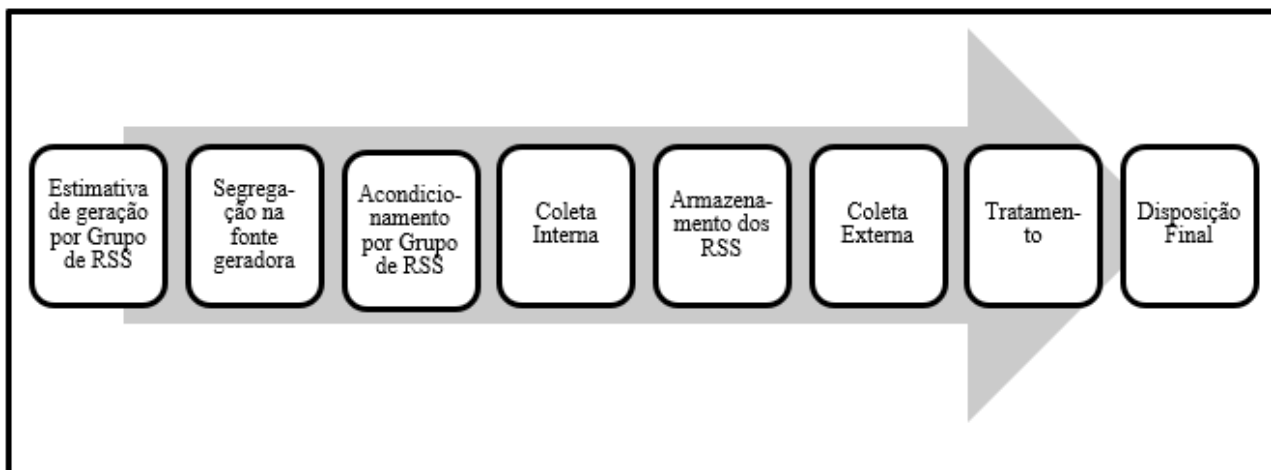 Estimativa
de geração
por Grupo
de RSS
Segrega-
ção na
fonte
geradora
Acondicio-
namento
por Grupo
de RSS
Coleta
Interna
Armazena-
mento dos
RSS
Coleta
Externa
Tratamen-
to
Disposição
Final